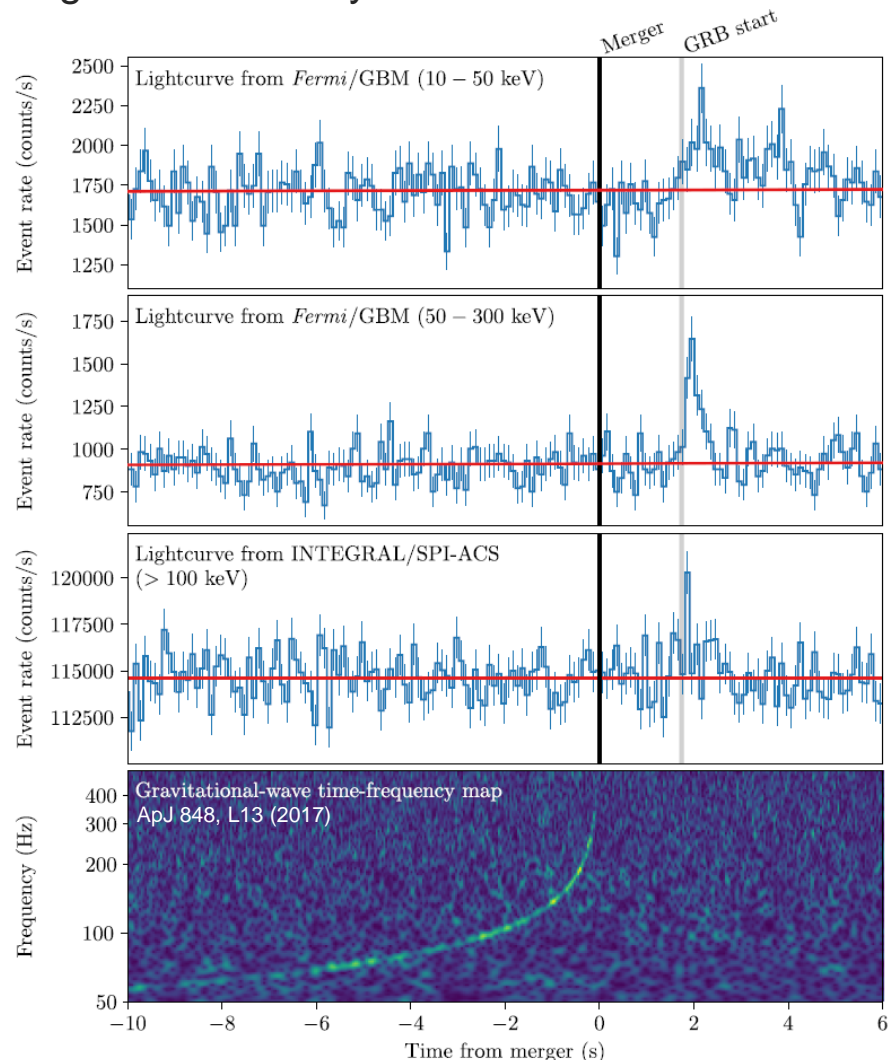 Merger
GRB start
Lightcurve from Fermi/GBM (10 – 50 keV)
Event rate (counts/s)
2500
2250
2000
1750
1500
1250
Lightcurve from Fermi/GBM (50 – 300 keV)
Event rate (counts/s)
1750
1500
1250
1000
750
Lightcurve from INTEGRAL/SPI-ACS
(> 100 keV)
Event rate (counts/s)
120000
117500
115000
112500
Gravitational-wave time-frequency map
ApJ 848, L13 (2017)
Frequency (Hz)
400
300
200
100
50
−10 −8 −6 −4 −2 0 2 4 6
Time from merger (s)